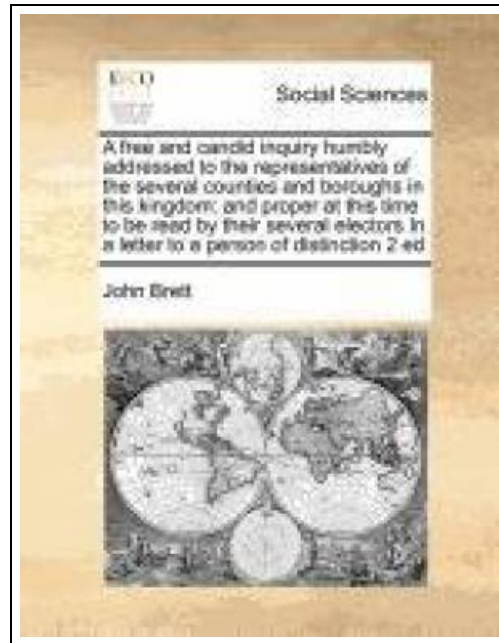 ECCO
Social Sciences
A free and candid inquiry humbly
addressed to the representatives of
the several counties and boroughs in
this kingdom; and proper at this time
to be read by their several electors In
a letter to a person of distinction 2 ed
John Brett